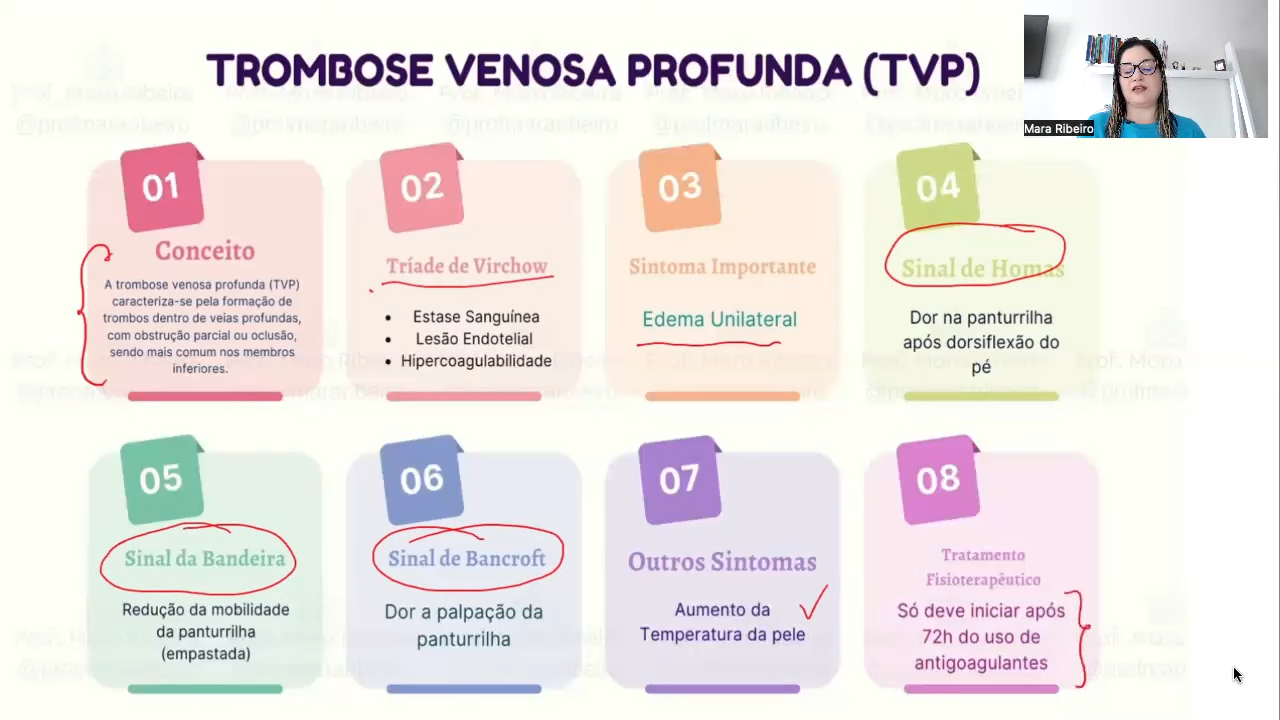 TROMBOSE VENOSA PROFUNDA (TVP)
Mara Ribeiro
01
Conceito
A trombose venosa profunda (TVP)
caracteriza-se pela formação de
trombos dentro de veias profundas,
com obstrução parcial ou oclusão,
sendo mais comum nos membros
inferiores.
02
Tríade de Virchow
• Estase Sanguínea
• Lesão Endotelial
• Hipercoagulabilidade
03
Sintoma Importante
Edema Unilateral
04
Sinal de Homas
Dor na panturrilha
após dorsiflexão do
pé
05
Sinal da Bandeira
Redução da mobilidade
da panturrilha
(empastada)
06
Sinal de Bancroft
Dor a palpação da
panturrilha
07
Outros Sintomas
Aumento da
Temperatura da pele
08
Tratamento
Fisioterapêutico
Só deve iniciar após
72h do uso de
antigoagulantes